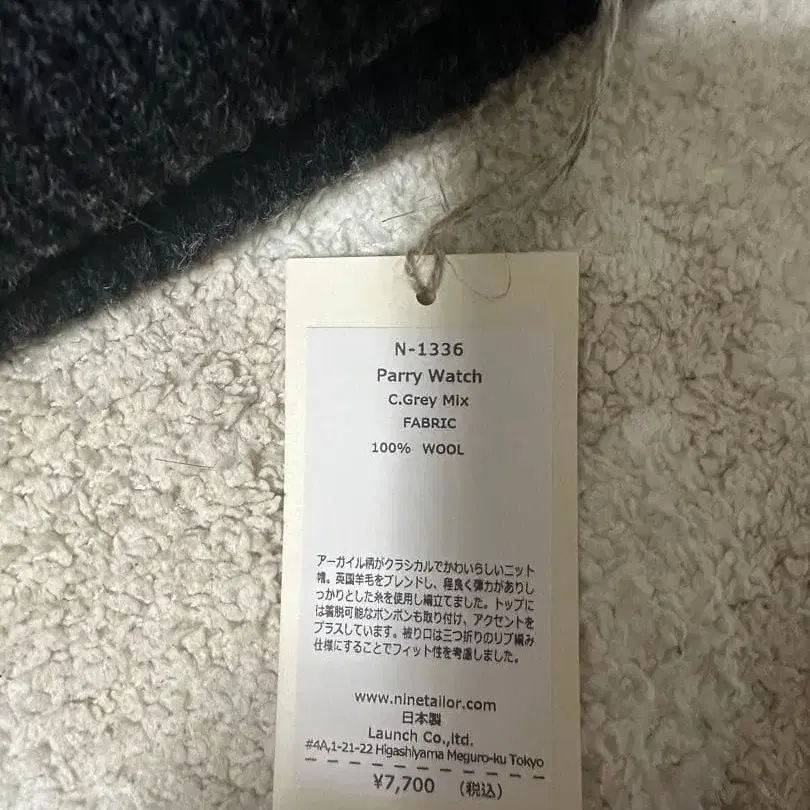 N-1336
Parry Watch
C.Grey Mix
FABRIC
100% WOOL
アーガイル柄がクラシカルでかわいらしいニット
帽。英国羊毛をブレンドし、程良く弾力がありし
っかりとした糸を使用し編立てました。トップに
は着脱可能なボンボンも取り付け、アクセントを
プラスしています。被り口は三つ折りのリブ編み
仕様にすることでフィット性を考慮しました。
www.ninetailor.com
日本製
Launch Co.,ltd.
#4A,1-21-22 Higashiyama Meguro-ku Tokyo
¥7,700 (税込)